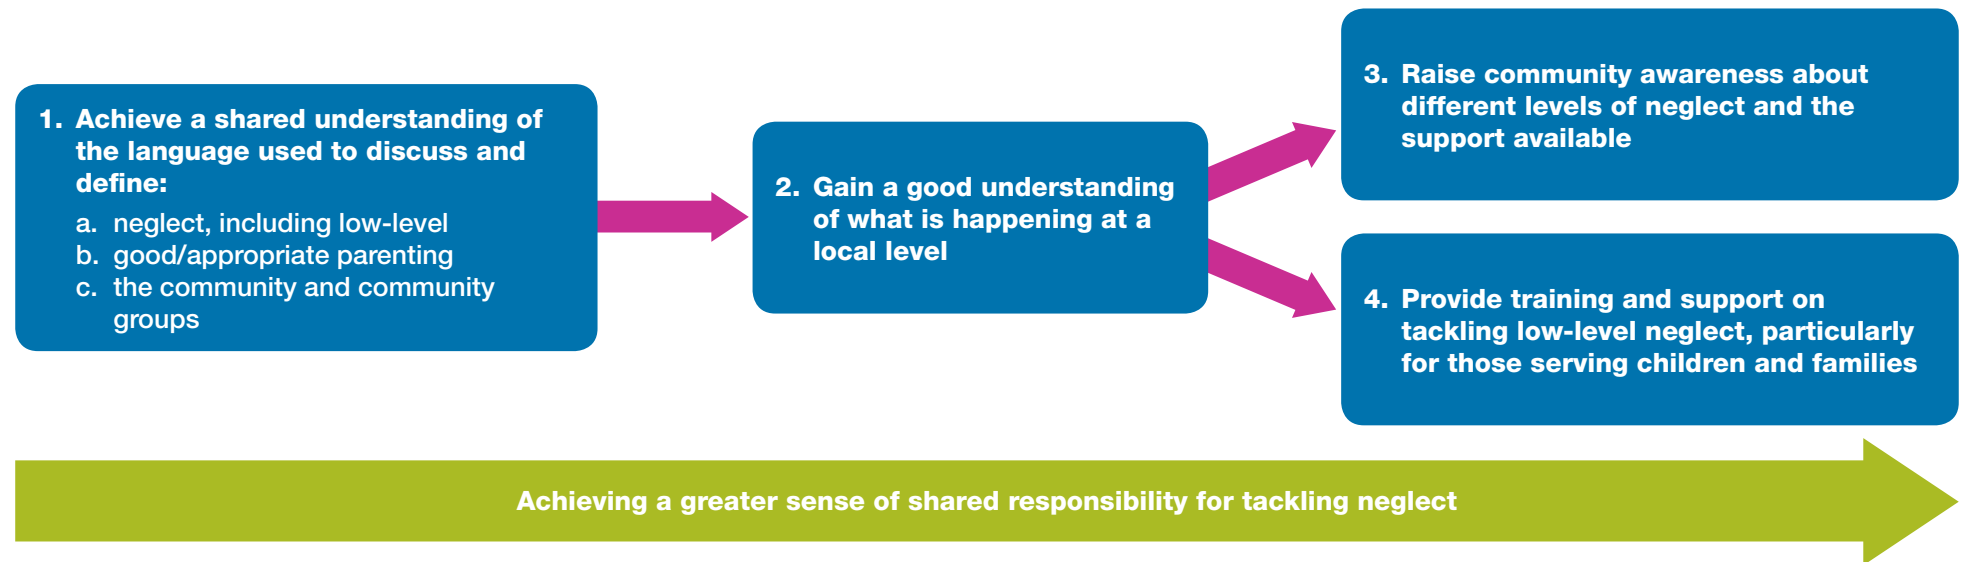 1. Achieve a shared understanding of
the language used to discuss and
define:
a. neglect, including low-level
b. good/appropriate parenting
c. the community and community
groups
2. Gain a good understanding
of what is happening at a
local level
3. Raise community awareness about
different levels of neglect and the
support available
4. Provide training and support on
tackling low-level neglect, particularly
for those serving children and families
Achieving a greater sense of shared responsibility for tackling neglect